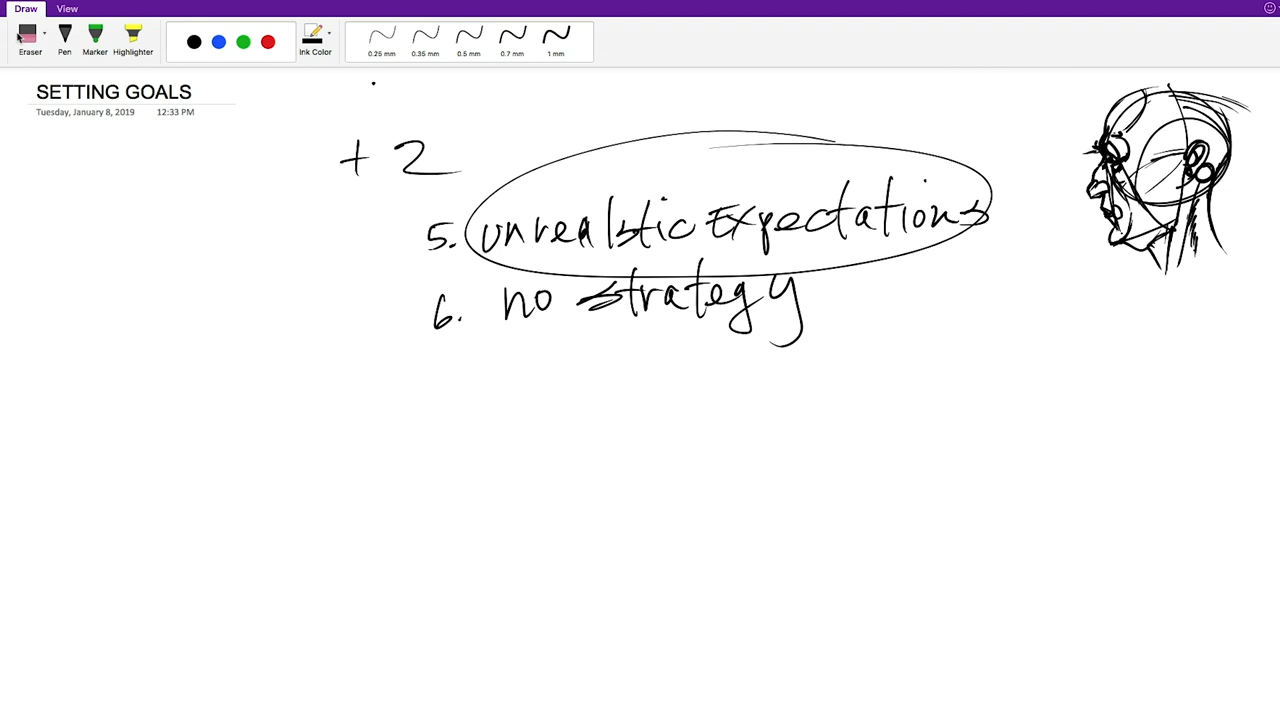 Draw View
Eraser Pen Marker Highlighter Ink Color 0.25 mm 0.35 mm 0.5 mm 0.7 mm 1 mm
SETTING GOALS
Tuesday, January 8, 2019 12:33 PM
+ 2
5. unrealistic Expectations
6. no strategy